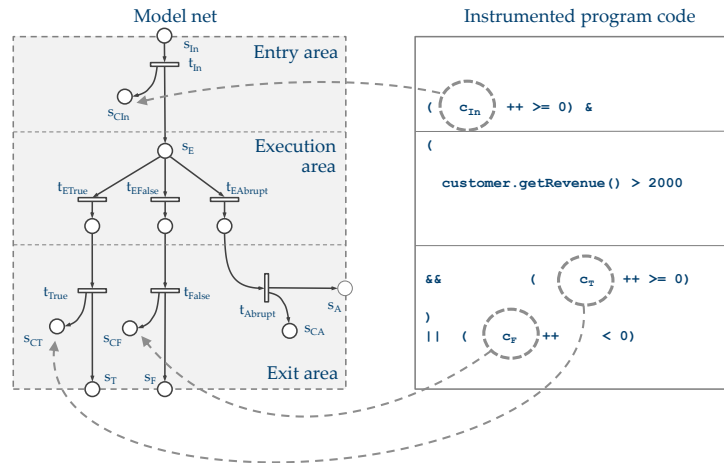 Model net
Instrumented program code
s_In
Entry area
t_In
s_CIn
( c_In ++ >= 0) &
s_E
Execution area
t_ETrue
t_EFalse
t_EAbrupt
(
customer.getRevenue() > 2000
t_True
t_False
t_Abrupt
s_A
s_CT
s_CF
s_CA
s_T
s_F
Exit area
&& ( c_T ++ >= 0)
)
|| ( c_F ++ < 0)